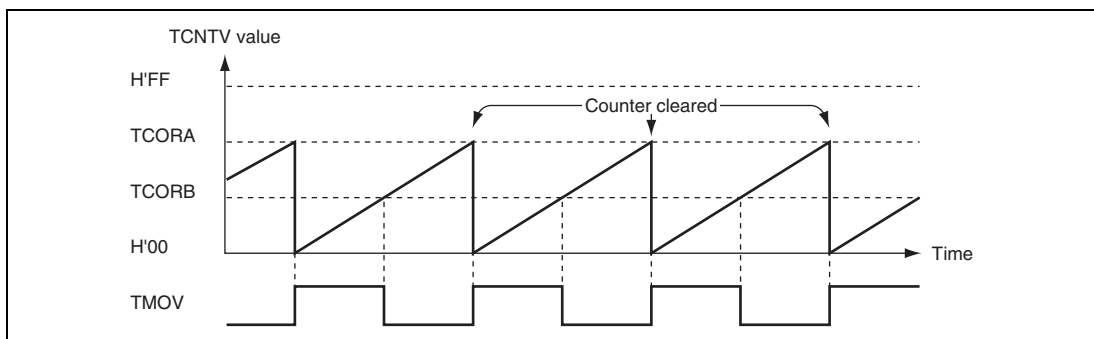 TCNTV value
H'FF
Counter cleared
TCORA
TCORB
H'00
Time
TMOV